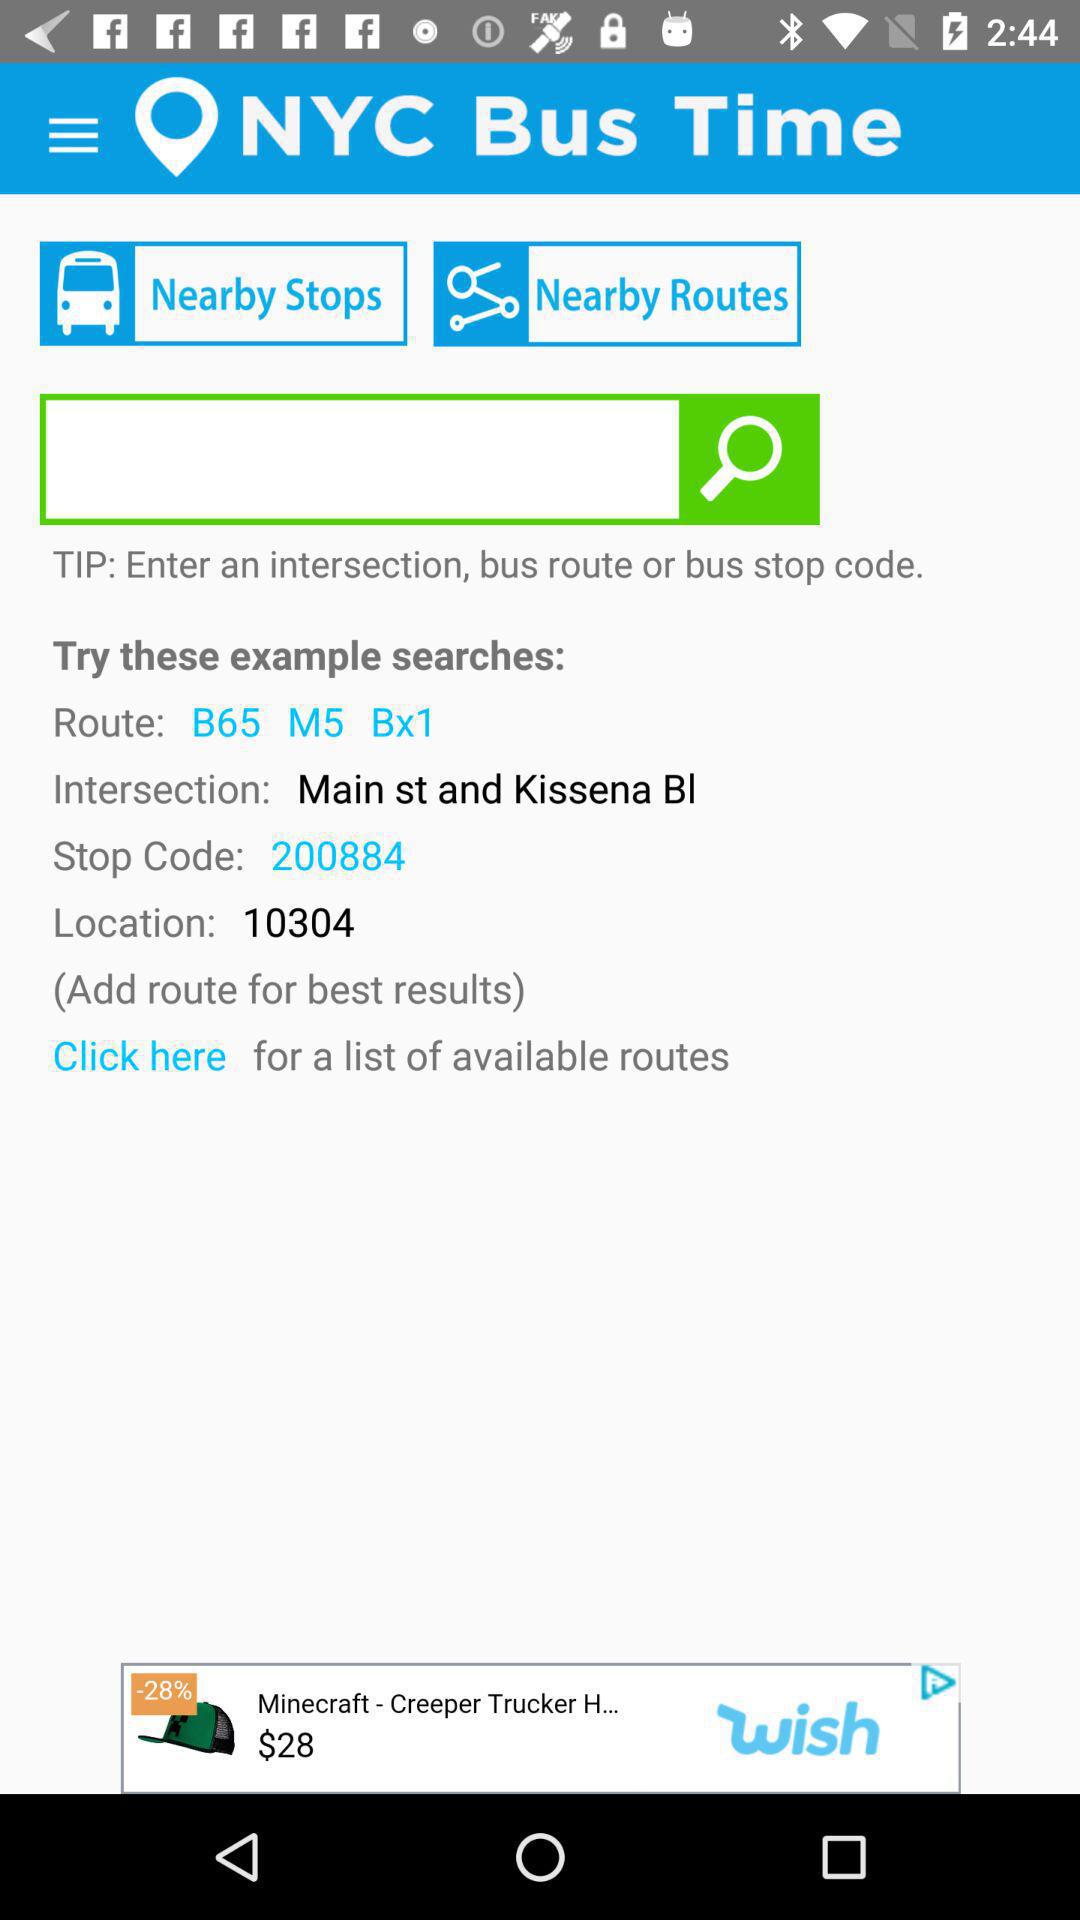 FAKE 2:44
NYC Bus Time
Nearby Stops Nearby Routes
TIP: Enter an intersection, bus route or bus stop code.
Try these example searches:
Route: B65 M5 Bx1
Intersection: Main st and Kissena Bl
Stop Code: 200884
Location: 10304
(Add route for best results)
Click here for a list of available routes
-28%
Minecraft - Creeper Trucker H...
$28
wish